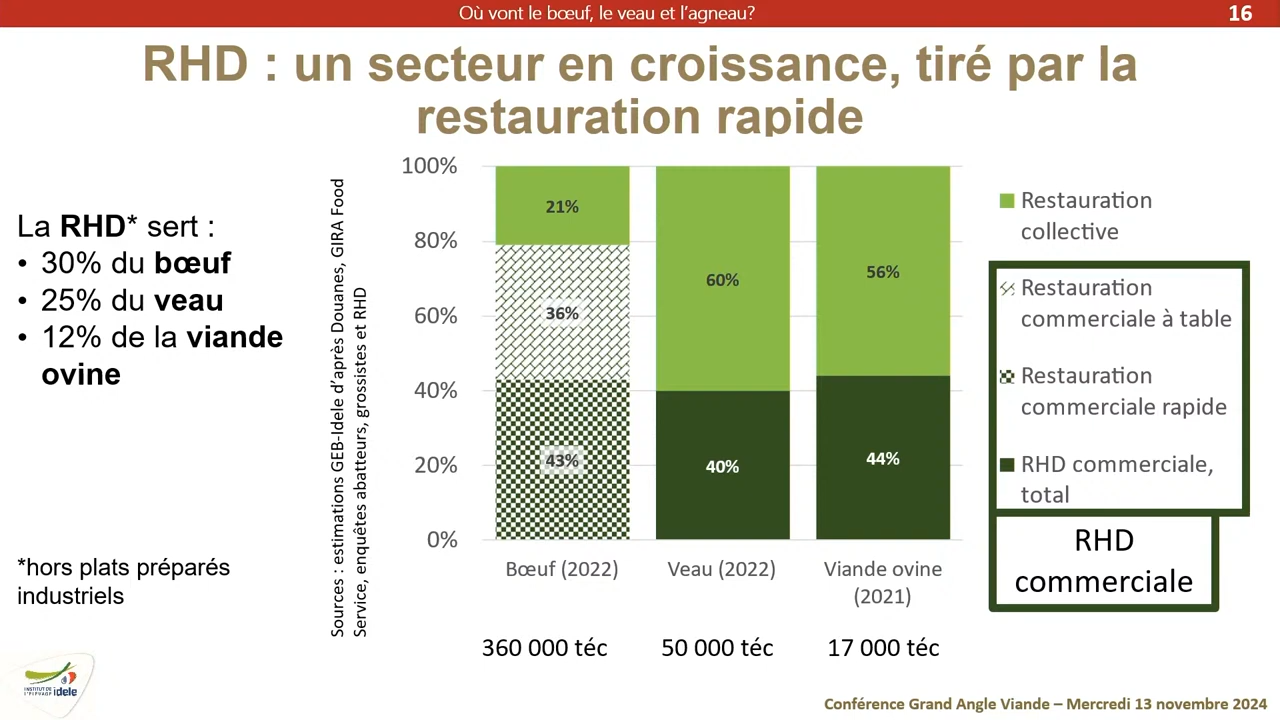 Où vont le bœuf, le veau et l'agneau?
16
RHD : un secteur en croissance, tiré par la
restauration rapide
La RHD* sert :
• 30% du bœuf
• 25% du veau
• 12% de la viande
ovine
*hors plats préparés
industriels
Sources : estimations GEB-Idele d'après Douanes, GIRA Food
Service, enquêtes abatteurs, grossistes et RHD
100%
80%
60%
40%
20%
0%
21%
36%
43%
60%
40%
56%
44%
Bœuf (2022)
Veau (2022)
Viande ovine
(2021)
360 000 téc
50 000 téc
17 000 téc
Restauration
collective
Restauration
commerciale à table
Restauration
commerciale rapide
RHD commerciale,
total
RHD
commerciale
INSTITUT DE
L'ELEVAGE idele
Conférence Grand Angle Viande – Mercredi 13 novembre 2024